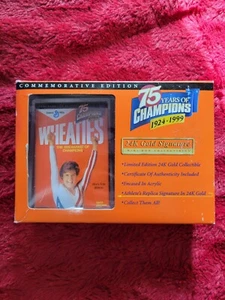 COMMEMORATIVE EDITION
75 YEARS OF
CHAMPIONS
1924-1999
24K Gold Signature
75
WHEATIES
THE BREAKFAST OF
CHAMPIONS
•Limited Edition 24K Gold Collectible
•Certificate Of Authenticity Included
•Encased In Acrylic
•Athlete's Replica Signature In 24K Gold
•Collect Them All!